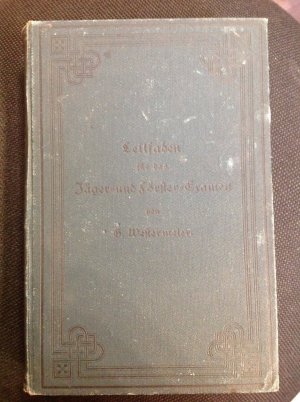 Leitfaden
für das
Jäger- und Förster-Examen
von
G. Westermeier.